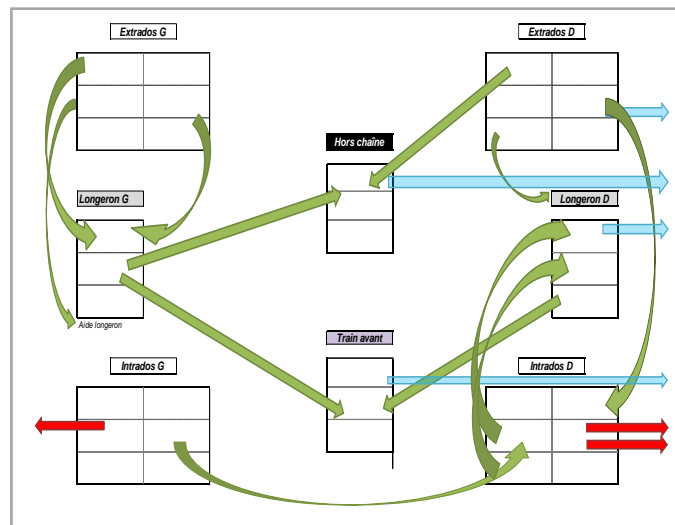 Extrados G
Extrados D
Hors chaîne
Longeron G
Longeron D
Aide longeron
Train avant
Intrados G
Intrados D